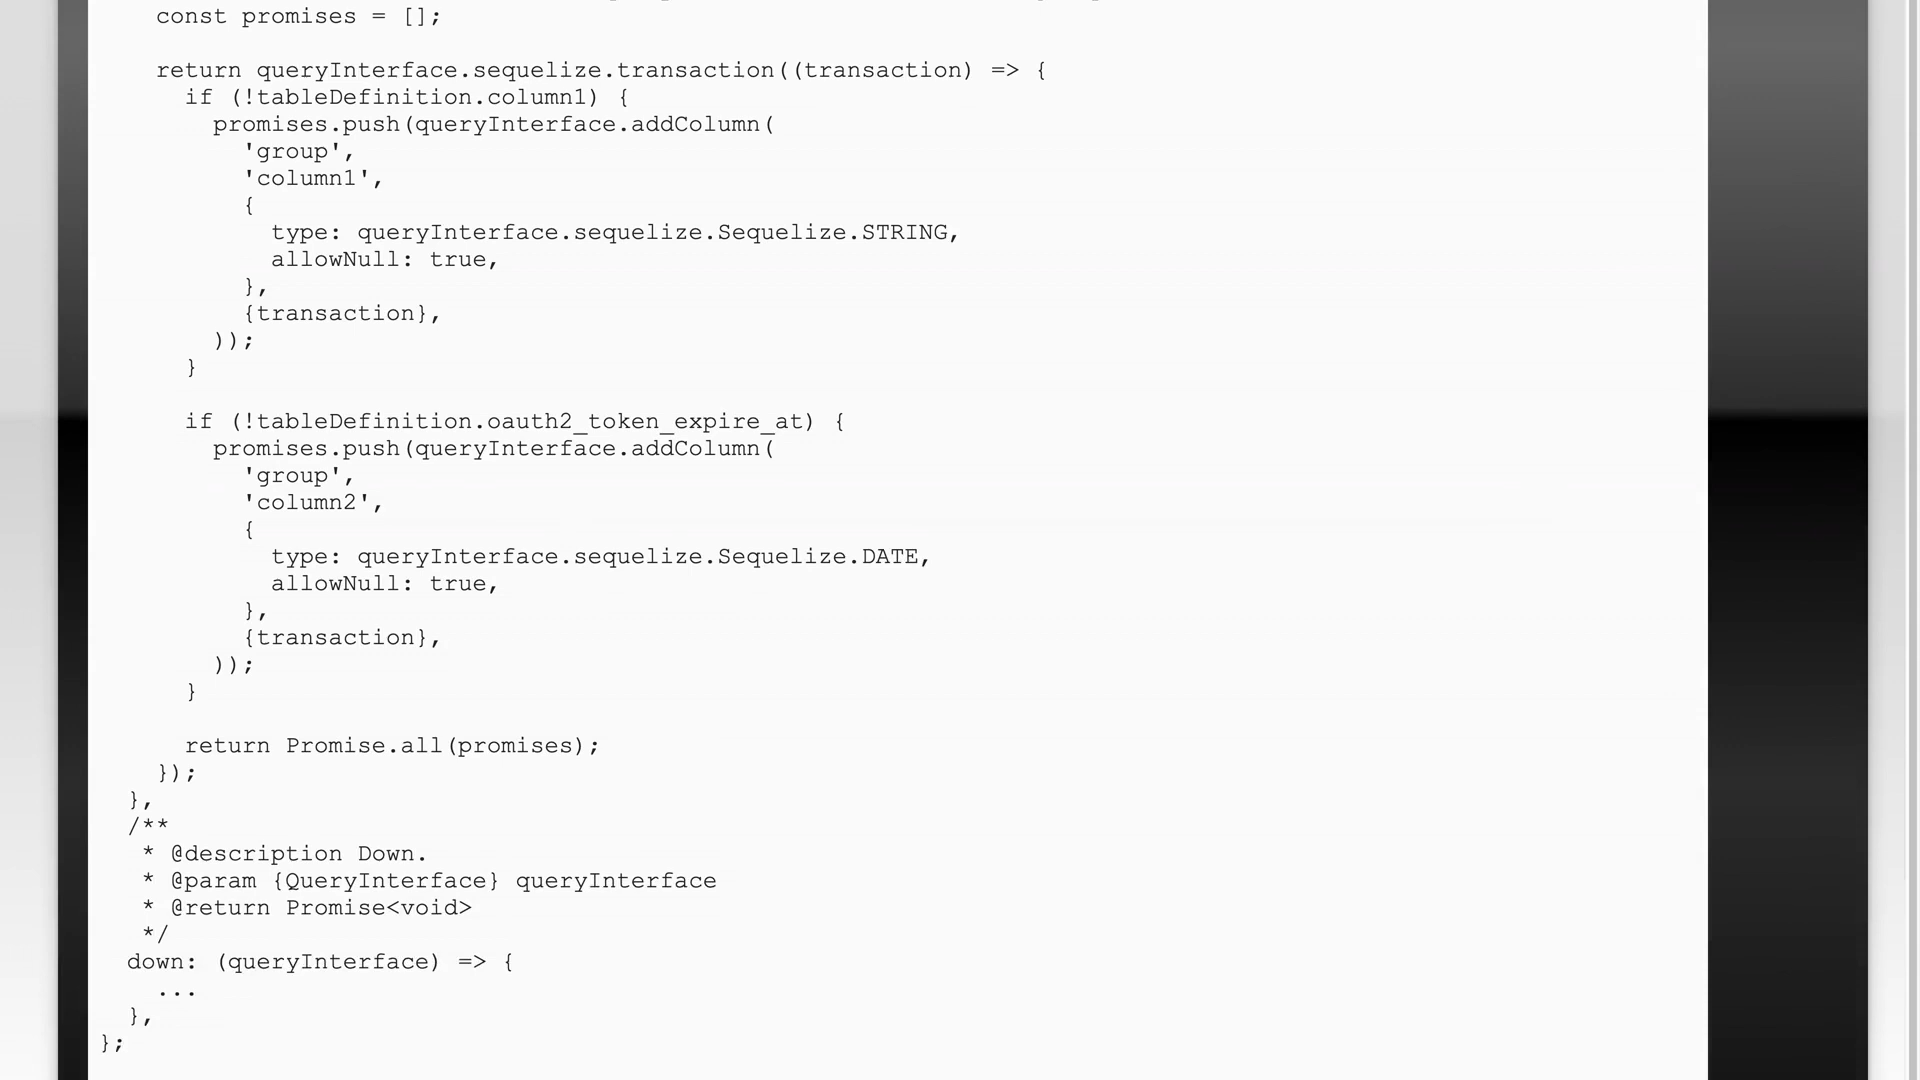 const promises = [];
return queryInterface.sequelize.transaction((transaction) => {
if (!tableDefinition.column1) {
promises.push(queryInterface.addColumn(
'group',
'column1',
{
type: queryInterface.sequelize.Sequelize.STRING,
allowNull: true,
},
{transaction},
));
}
if (!tableDefinition.oauth2_token_expire_at) {
promises.push(queryInterface.addColumn(
'group',
'column2',
{
type: queryInterface.sequelize.Sequelize.DATE,
allowNull: true,
},
{transaction},
));
}
return Promise.all(promises);
});
},
/**
* @description Down.
* @param {QueryInterface} queryInterface
* @return Promise<void>
*/
down: (queryInterface) => {
...
},
};